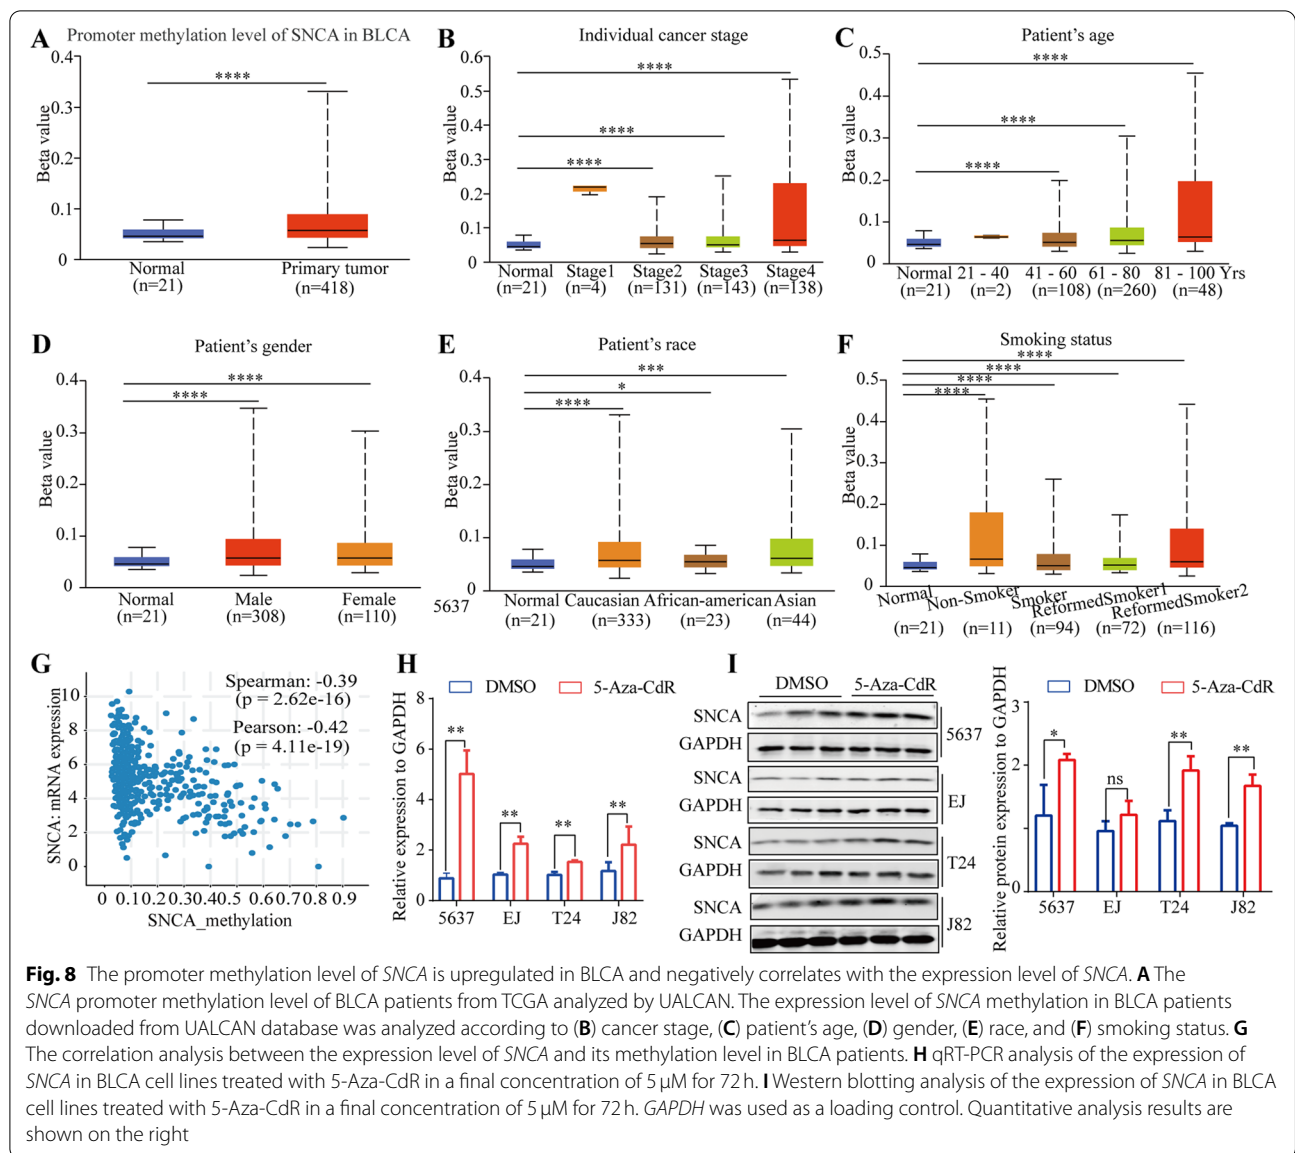 A Promoter methylation level of SNCA in BLCA
0.4
0.3
0.2
0.1
0
Beta value
****
Normal
(n=21)
Primary tumor
(n=418)
B Individual cancer stage
0.6
0.5
0.4
0.3
0.2
0.1
0
Beta value
****
****
****
Normal Stage1 Stage2 Stage3 Stage4
(n=21) (n=4) (n=131) (n=143) (n=138)
C Patient's age
0.5
0.4
0.3
0.2
0.1
0
Beta value
****
****
****
Normal 21 - 40 41 - 60 61 - 80 81 - 100 Yrs
(n=21) (n=2) (n=108) (n=260) (n=48)
D Patient's gender
0.4
0.3
0.2
0.1
0
Beta value
****
****
Normal Male Female
(n=21) (n=308) (n=110)
E Patient's race
0.4
0.3
0.2
0.1
0
Beta value
***
*
****
5637
Normal Caucasian African-american Asian
(n=21) (n=333) (n=23) (n=44)
F Smoking status
0.5
0.4
0.3
0.2
0.1
0
Beta value
****
****
****
****
Normal Non-Smoker Smoker ReformedSmoker1 ReformedSmoker2
(n=21) (n=11) (n=94) (n=72) (n=116)
G
Spearman: -0.39
(p = 2.62e-16)
Pearson: -0.42
(p = 4.11e-19)
SNCA: mRNA expression
10
8
6
4
2
0
0 0.1 0.2 0.30.40.5 0.60.70.8 0.9
SNCA_methylation
H
DMSO 5-Aza-CdR
Relative expression to GAPDH
8
6
4
2
0
** ** ** **
5637 EJ T24 J82
I
DMSO 5-Aza-CdR
SNCA
GAPDH
5637
SNCA
GAPDH
EJ
SNCA
GAPDH
T24
SNCA
GAPDH
J82
DMSO 5-Aza-CdR
Relative protein expression to GAPDH
3
2
1
0
* ns ** **
5637 EJ T24 J82
Fig. 8 The promoter methylation level of SNCA is upregulated in BLCA and negatively correlates with the expression level of SNCA. A The
SNCA promoter methylation level of BLCA patients from TCGA analyzed by UALCAN. The expression level of SNCA methylation in BLCA patients
downloaded from UALCAN database was analyzed according to (B) cancer stage, (C) patient's age, (D) gender, (E) race, and (F) smoking status. G
The correlation analysis between the expression level of SNCA and its methylation level in BLCA patients. H qRT-PCR analysis of the expression of
SNCA in BLCA cell lines treated with 5-Aza-CdR in a final concentration of 5 μM for 72 h. I Western blotting analysis of the expression of SNCA in BLCA
cell lines treated with 5-Aza-CdR in a final concentration of 5 μM for 72 h. GAPDH was used as a loading control. Quantitative analysis results are
shown on the right